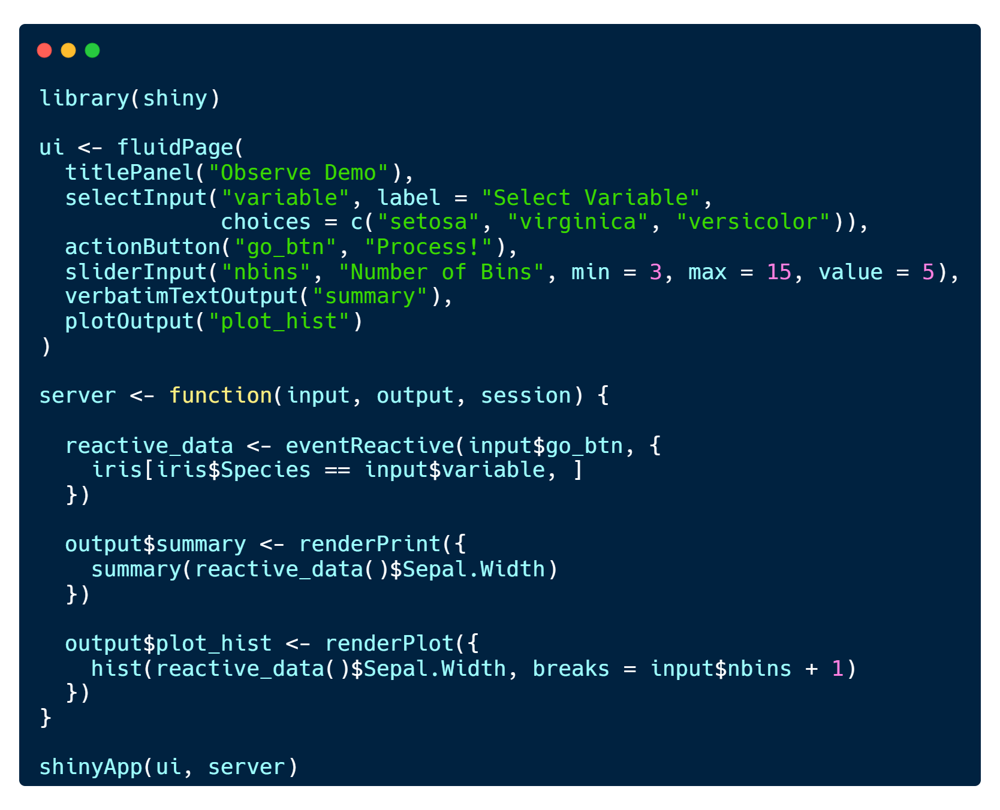 library(shiny)

ui <- fluidPage(
  titlePanel("Observe Demo"),
  selectInput("variable", label = "Select Variable",
              choices = c("setosa", "virginica", "versicolor")),
  actionButton("go_btn", "Process!"),
  sliderInput("nbins", "Number of Bins", min = 3, max = 15, value = 5),
  verbatimTextOutput("summary"),
  plotOutput("plot_hist")
)

server <- function(input, output, session) {

  reactive_data <- eventReactive(input$go_btn, {
    iris[iris$Species == input$variable, ]
  })

  output$summary <- renderPrint({
    summary(reactive_data()$Sepal.Width)
  })

  output$plot_hist <- renderPlot({
    hist(reactive_data()$Sepal.Width, breaks = input$nbins + 1)
  })
}

shinyApp(ui, server)